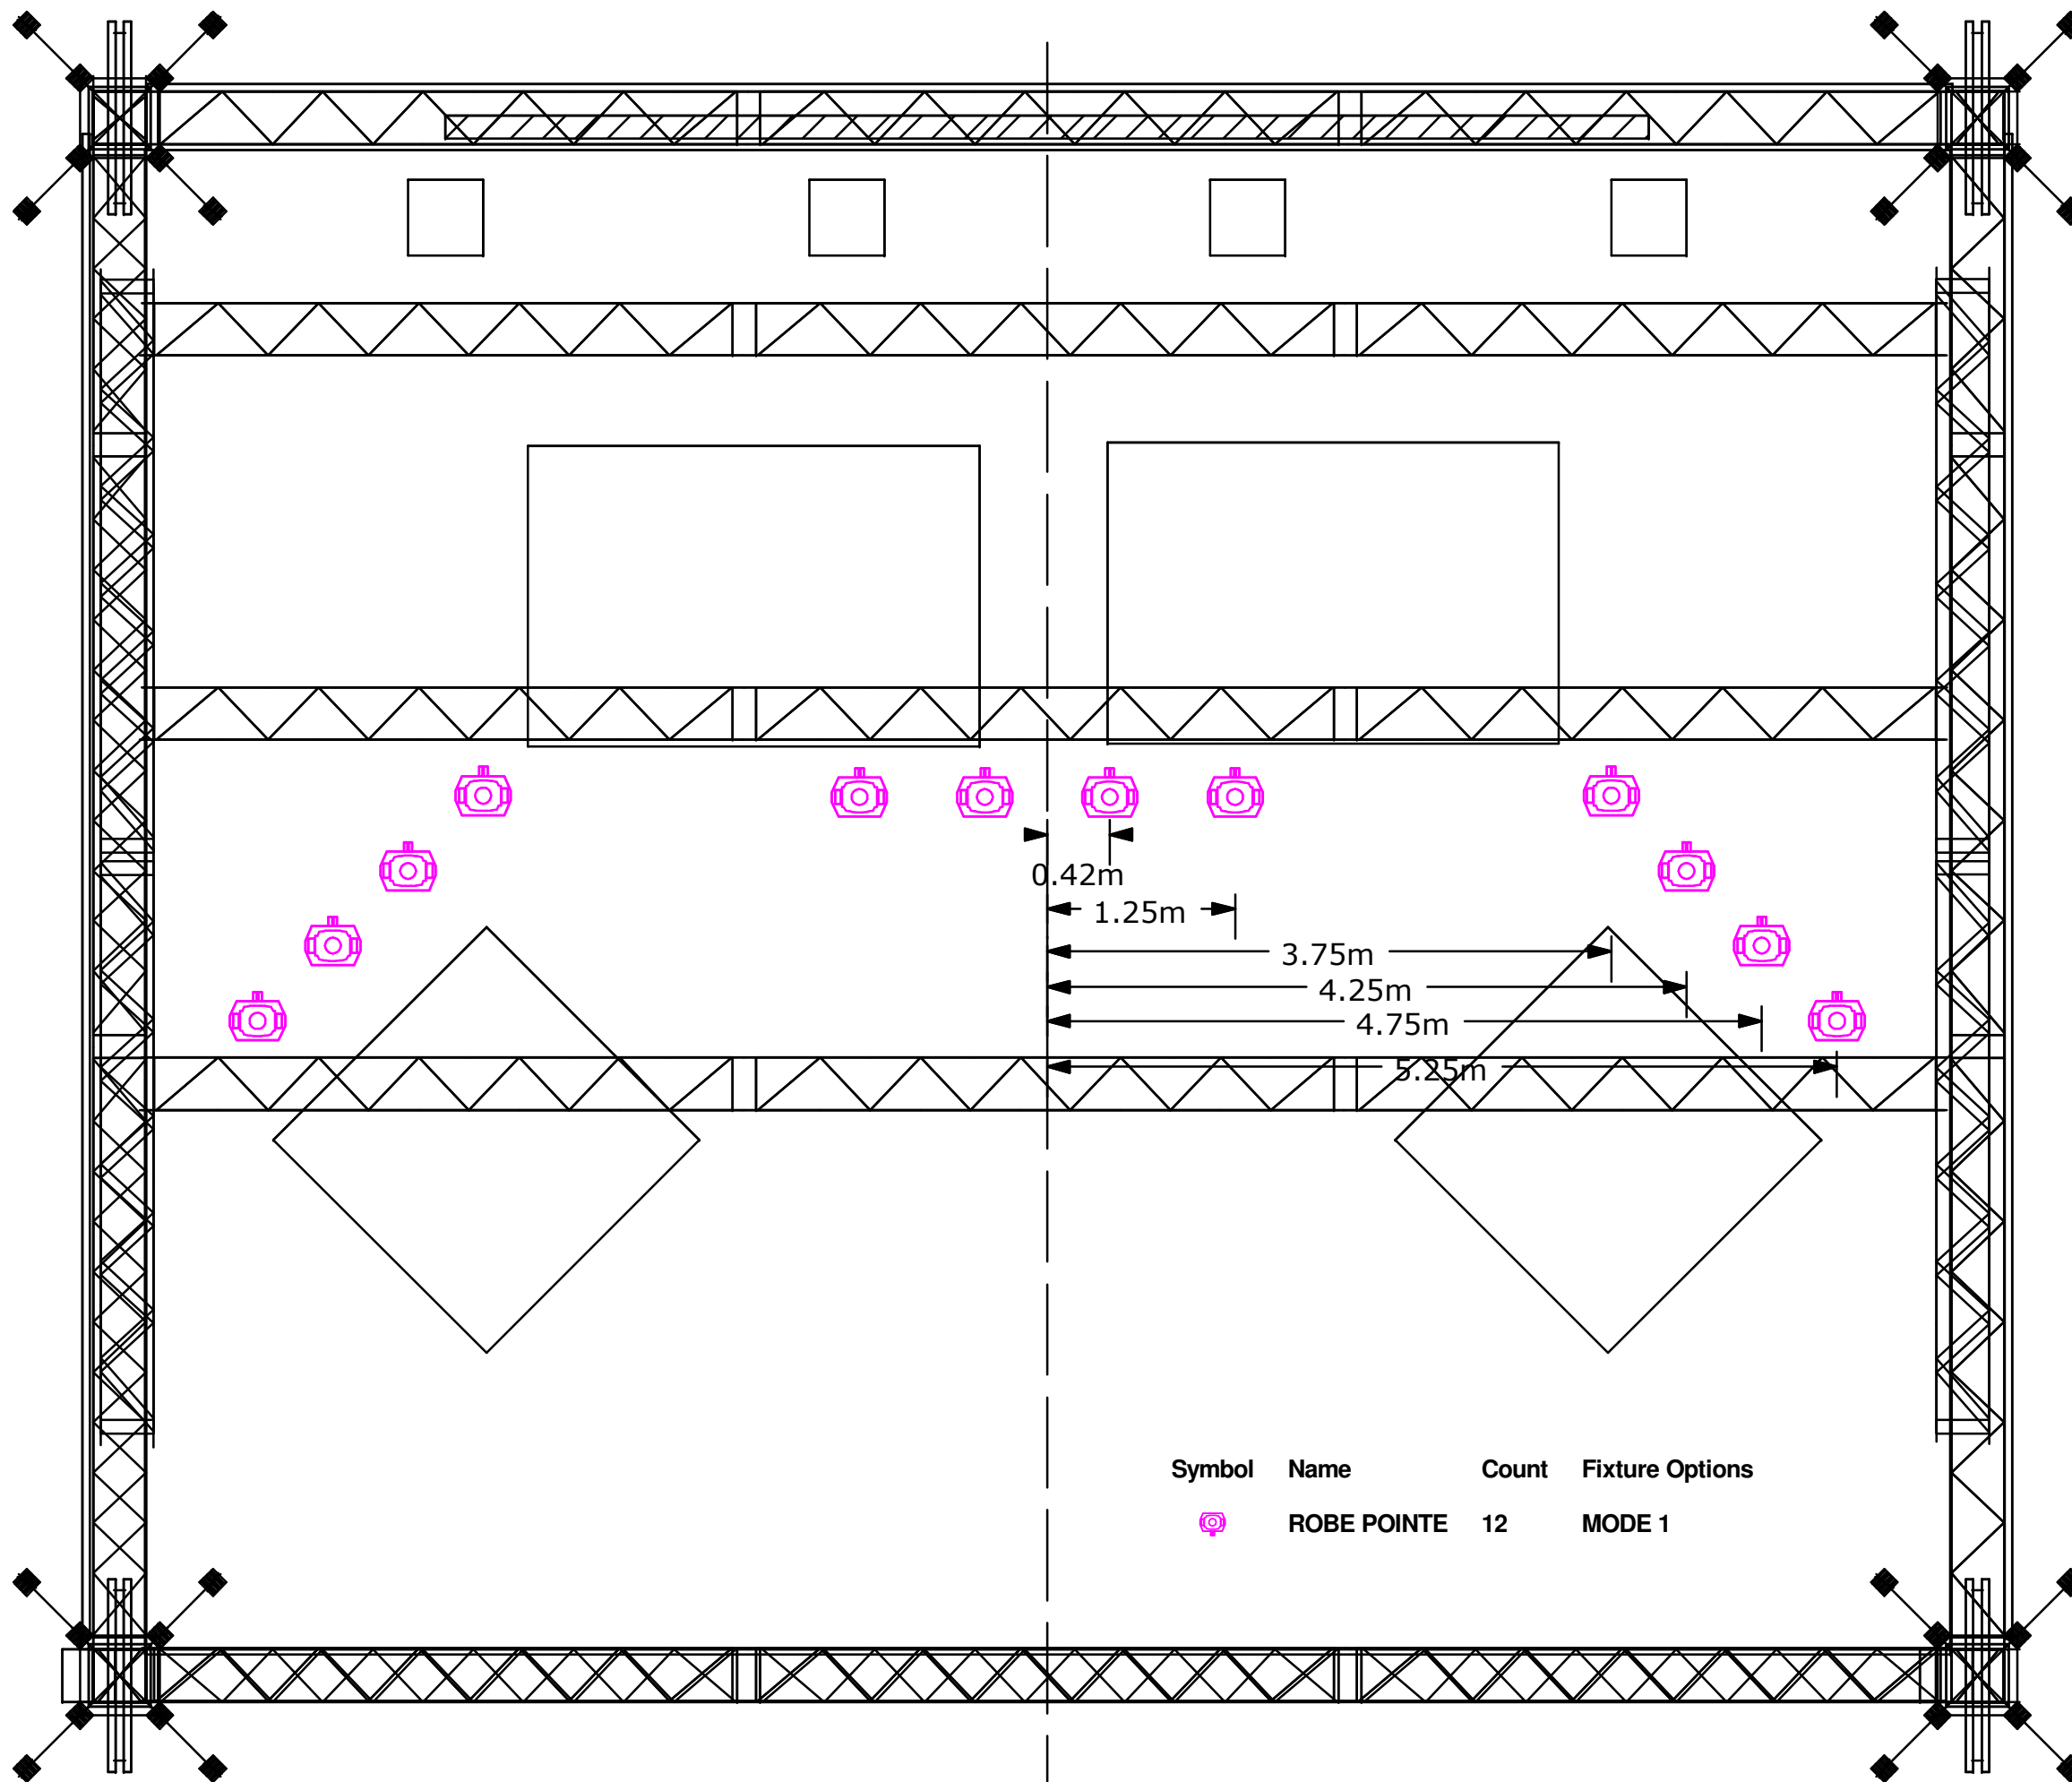 0.42m
1.25m
3.75m
4.25m
4.75m
5.25m
Symbol Name Count Fixture Options
ROBE POINTE 12 MODE 1